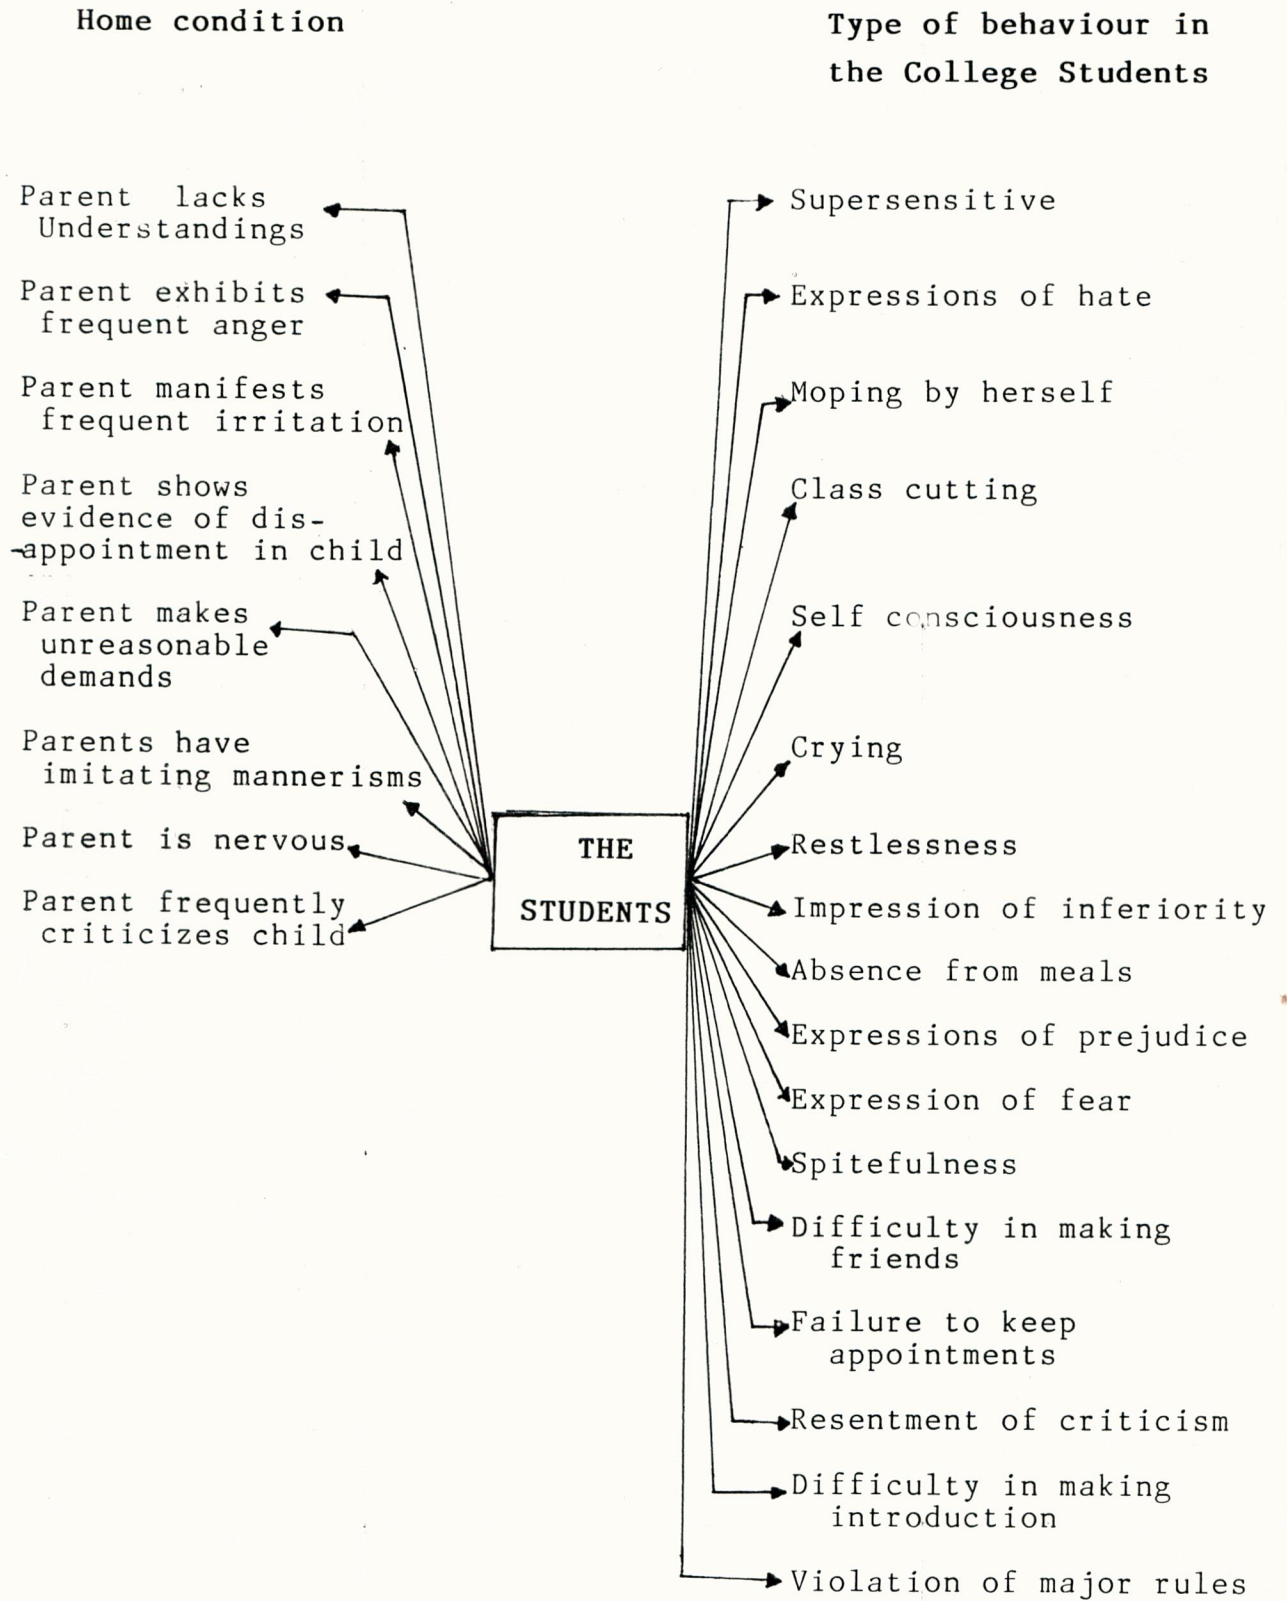 Home condition
Type of behaviour in
the College Students
Parent lacks
Understandings
Parent exhibits
frequent anger
Parent manifests
frequent irritation
Parent shows
evidence of dis-
-appointment in child
Parent makes
unreasonable
demands
Parents have
imitating mannerisms
Parent is nervous
Parent frequently
criticizes child
THE
STUDENTS
Supersensitive
Expressions of hate
Moping by herself
Class cutting
Self consciousness
Crying
Restlessness
Impression of inferiority
Absence from meals
Expressions of prejudice
Expression of fear
Spitefulness
Difficulty in making
friends
Failure to keep
appointments
Resentment of criticism
Difficulty in making
introduction
Violation of major rules